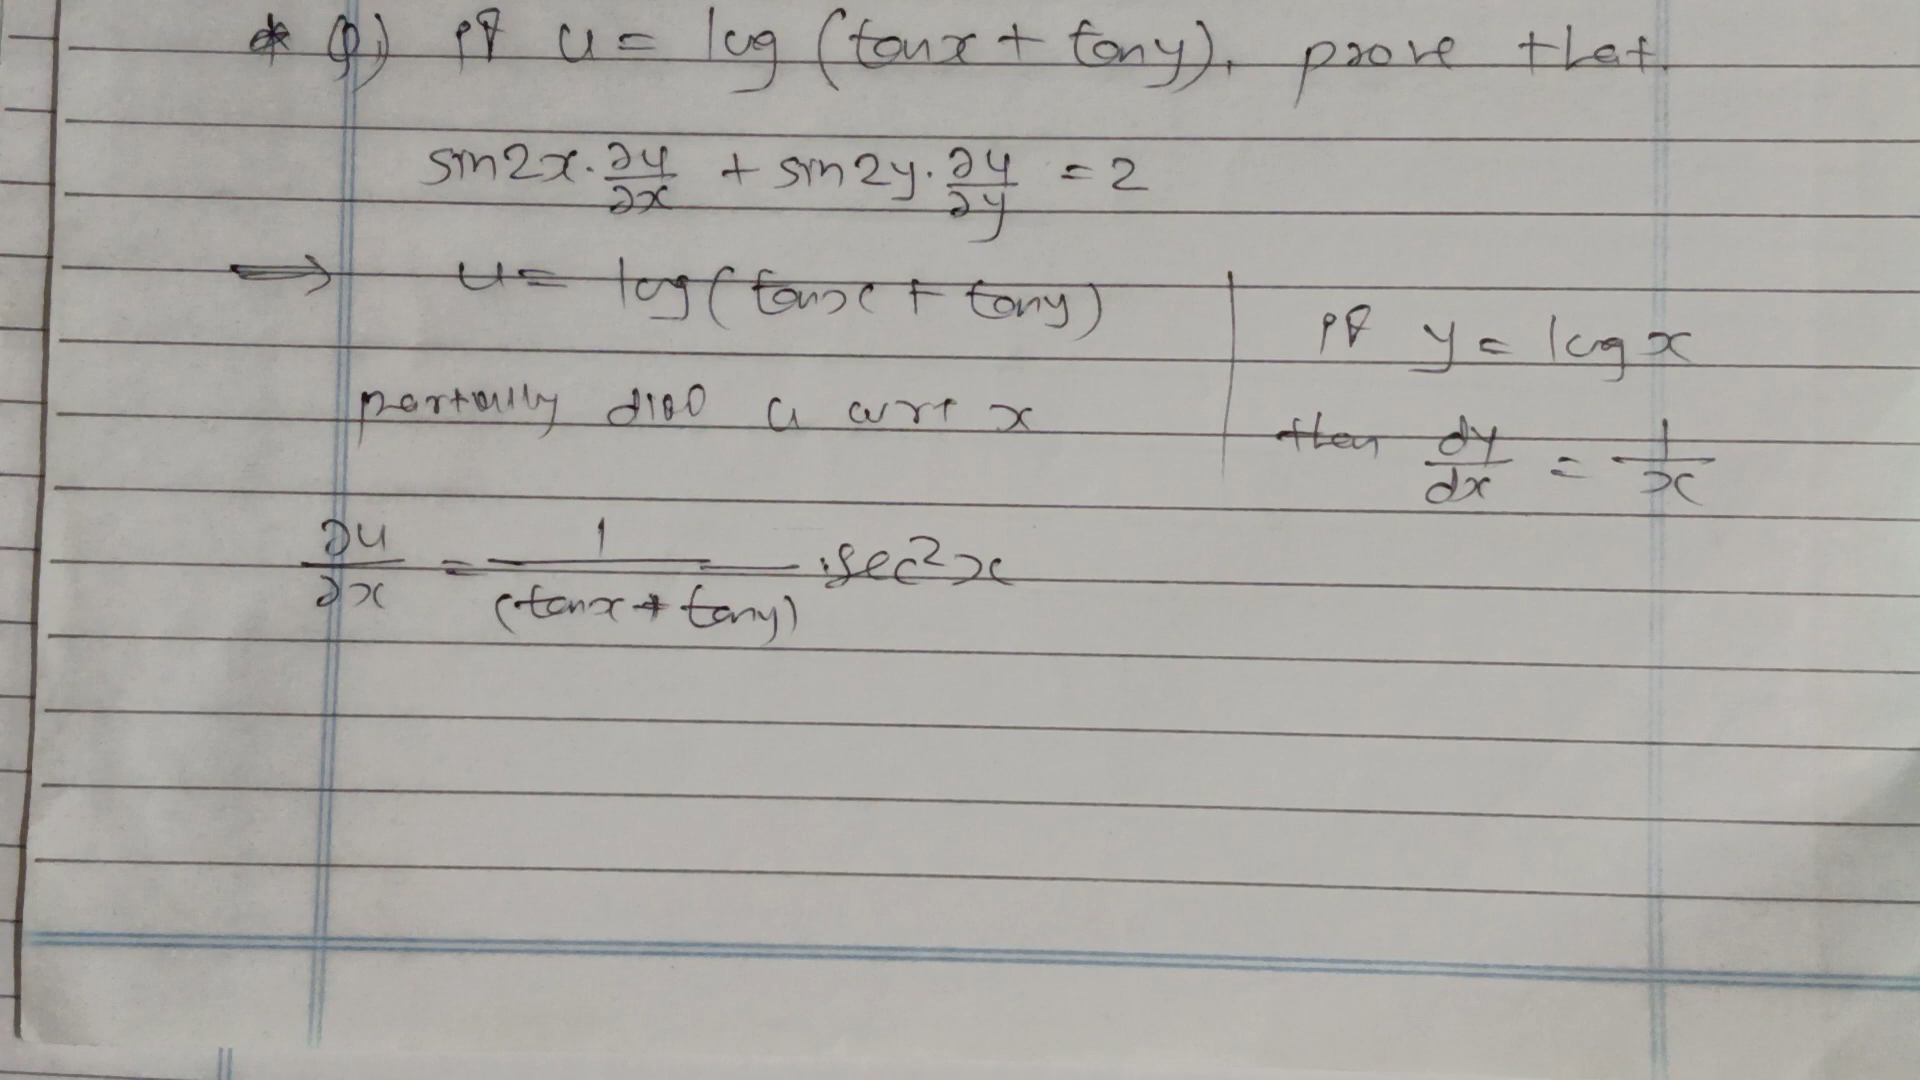 * Q) If u = log (tanx + tany), prove that
sin2x. ∂u/∂x + sin2y. ∂u/∂y = 2
⇒ u = log (tanx + tany)
If y = log x
partially diff u wrt x
then dy/dx = 1/x
∂u/∂x = 1/(tanx + tany) .sec²x